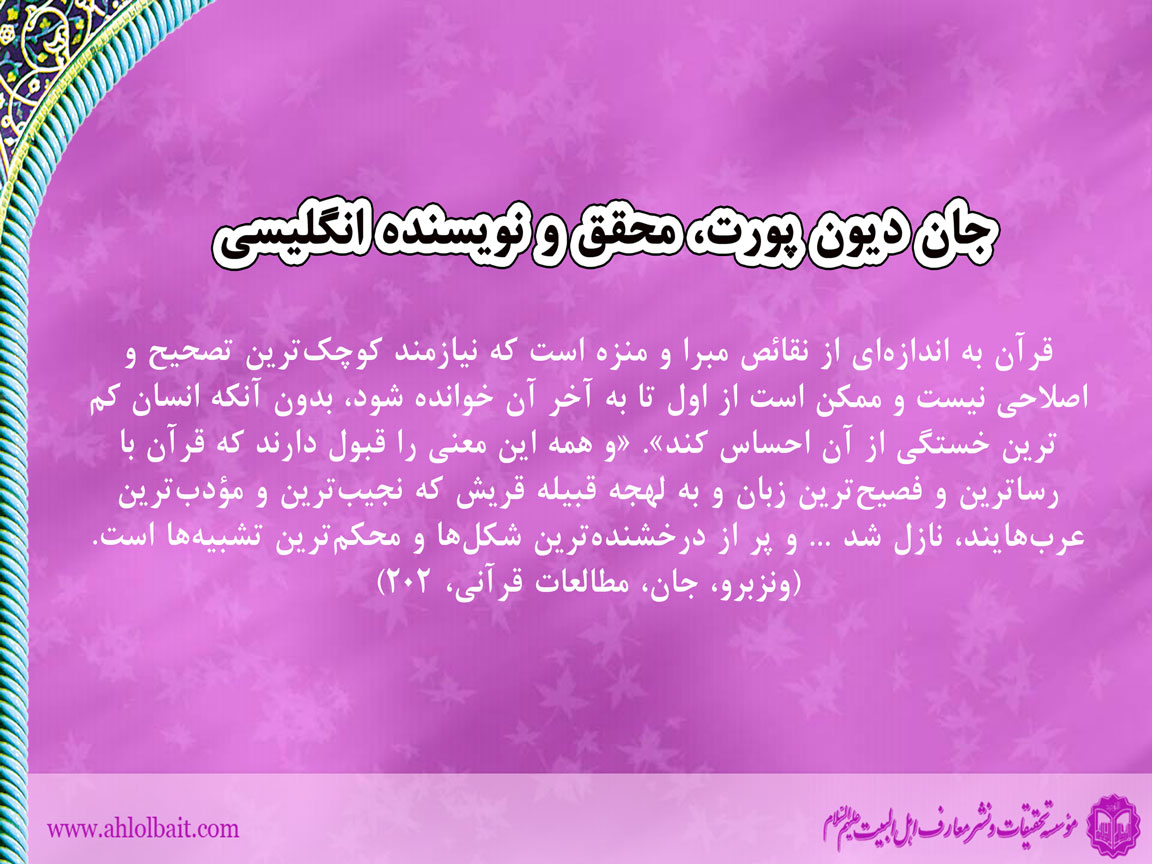 جان دیون پورت، محقق و نویسنده انگلیسی
قرآن به اندازه‌ای از نقائص مبرا و منزه است که نیازمند کوچک‌ترین تصحیح و
اصلاحی نیست و ممکن است از اول تا به آخر آن خوانده شود، بدون آنکه انسان کم
ترین خستگی از آن احساس کند». «و همه این معنی را قبول دارند که قرآن با
رساترین و فصیح‌ترین زبان و به لهجه قبیله قریش که نجیب‌ترین و مؤدب‌ترین
عرب‌هایند، نازل شد ... و پر از درخشنده‌ترین شکل‌ها و محکم‌ترین تشبیه‌ها است.
(ونزبرو، جان، مطالعات قرآنی، ۲۰۲)
www.ahlolbait.com
مؤسسه تحقیقات و نشر معارف اهل البیت علیهم السلام